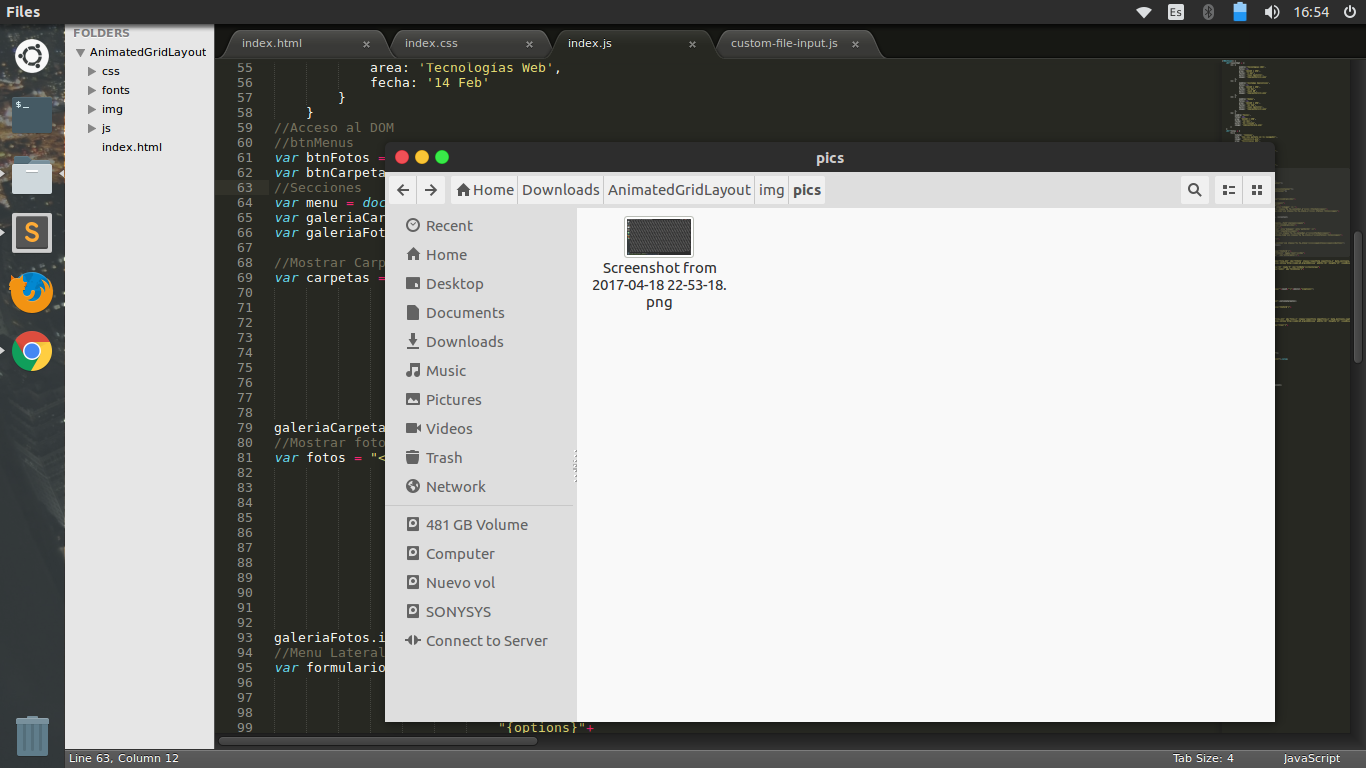 Files
Es
16:54
FOLDERS
AnimatedGridLayout
css
fonts
img
js
index.html
index.html ×
index.css ×
index.js ×
custom-file-input.js ×
55 area: 'Tecnologias Web',
56 fecha: '14 Feb'
57 }
58 }
59 //Acceso al DOM
60 //btnMenus
61 var btnFotos =
62 var btnCarpeta
63 //Secciones
64 var menu = doc
65 var galeriaCar
66 var galeriaFot
67
68 //Mostrar Carp
69 var carpetas =
70
71
72
73
74
75
76
77
78
79 galeriaCarpeta
80 //Mostrar foto
81 var fotos = "<
82
83
84
85
86
87
88
89
90
91
92
93 galeriaFotos.i
94 //Menu Lateral
95 var formulario
96
97
98
99 "{options}"+
pics
Home
Downloads
AnimatedGridLayout
img
pics
Recent
Home
Desktop
Documents
Downloads
Music
Pictures
Videos
Trash
Network
481 GB Volume
Computer
Nuevo vol
SONYSYS
Connect to Server
Screenshot from
2017-04-18 22-53-18.
png
$_
S
Line 63, Column 12
Tab Size: 4
JavaScript